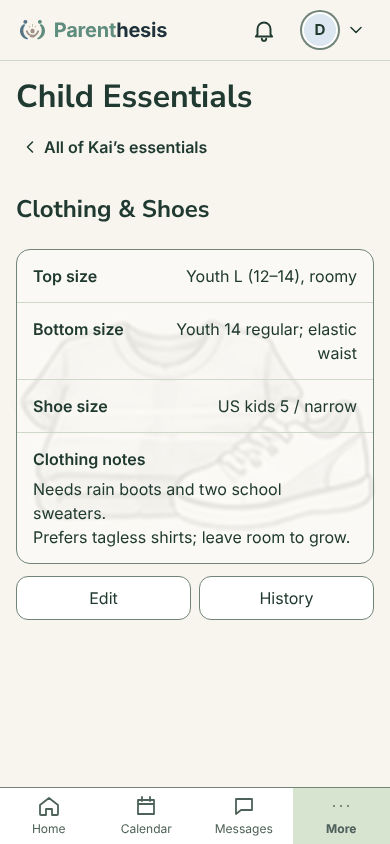 Parenthesis
D
Child Essentials
All of Kai’s essentials
Clothing & Shoes
Top size
Youth L (12–14), roomy
Bottom size
Youth 14 regular; elastic
waist
Shoe size
US kids 5 / narrow
Clothing notes
Needs rain boots and two school
sweaters.
Prefers tagless shirts; leave room to grow.
Edit
History
Home
Calendar
Messages
More